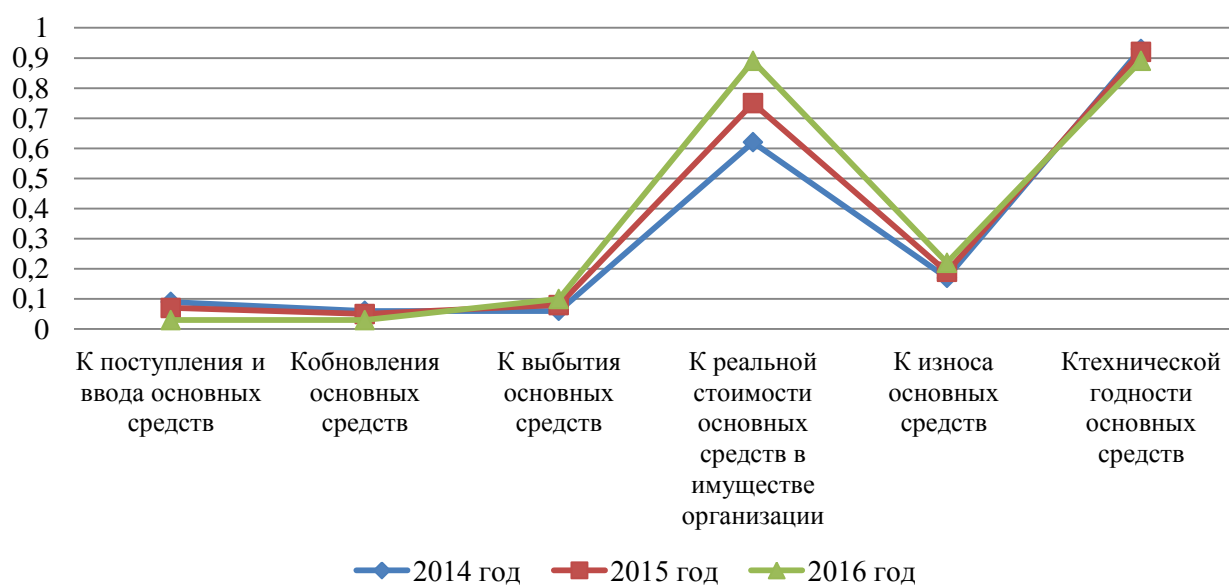 1
0,9
0,8
0,7
0,6
0,5
0,4
0,3
0,2
0,1
0
К поступления и
ввода основных
средств
Кобновления
основных
средств
К выбытия
основных
средств
К реальной
стоимости
основных
средств в
имуществе
организации
К износа
основных
средств
Ктехнической
годности
основных
средств
2014 год
2015 год
2016 год